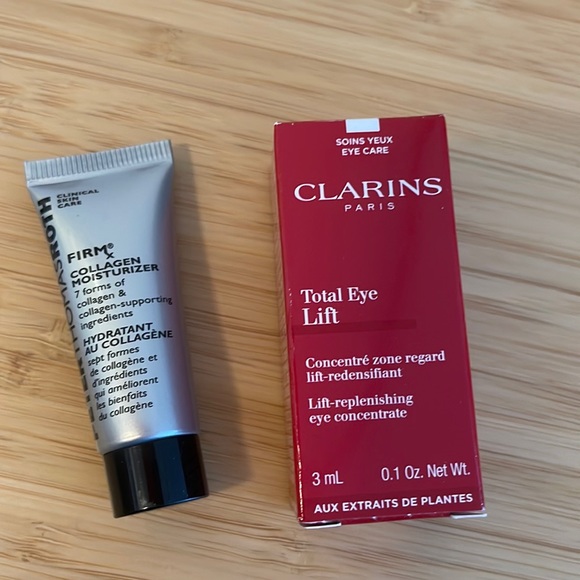 CLINICAL
SKIN
CARE
FIRMx®
COLLAGEN
MOISTURIZER
7 forms of
collagen &
collagen-supporting
ingredients
HYDRATANT
AU COLLAGÈNE
sept formes
de collagène et
d'ingrédients
qui améliorent
les bienfaits
du collagène
SOINS YEUX
EYE CARE
CLARINS
PARIS
Total Eye
Lift
Concentré zone regard
lift-redensifiant
Lift-replenishing
eye concentrate
3 mL 0.1 Oz. Net Wt.
AUX EXTRAITS DE PLANTES